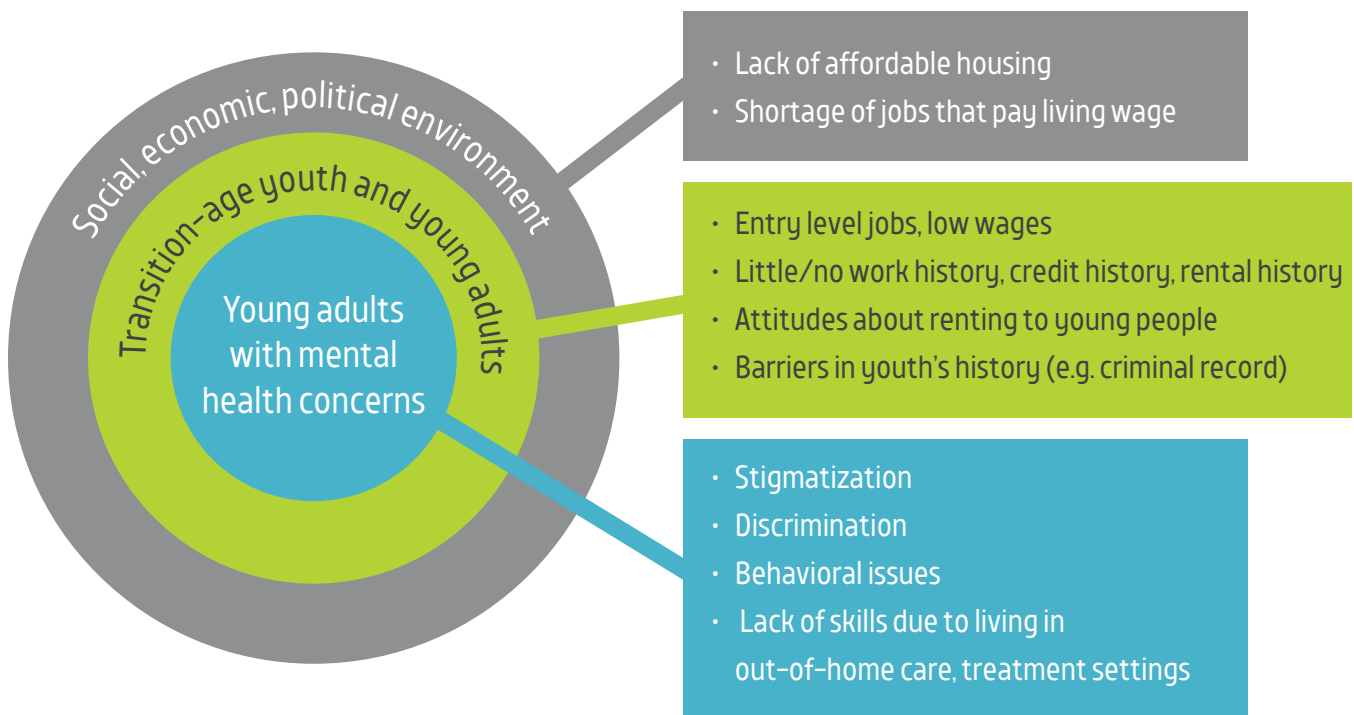 Social, economic, political environment
Transition-age youth and young adults
Young adults
with mental
health concerns
· Lack of affordable housing
· Shortage of jobs that pay living wage
· Entry level jobs, low wages
· Little/no work history, credit history, rental history
· Attitudes about renting to young people
· Barriers in youth's history (e.g. criminal record)
· Stigmatization
· Discrimination
· Behavioral issues
· Lack of skills due to living in
out-of-home care, treatment settings